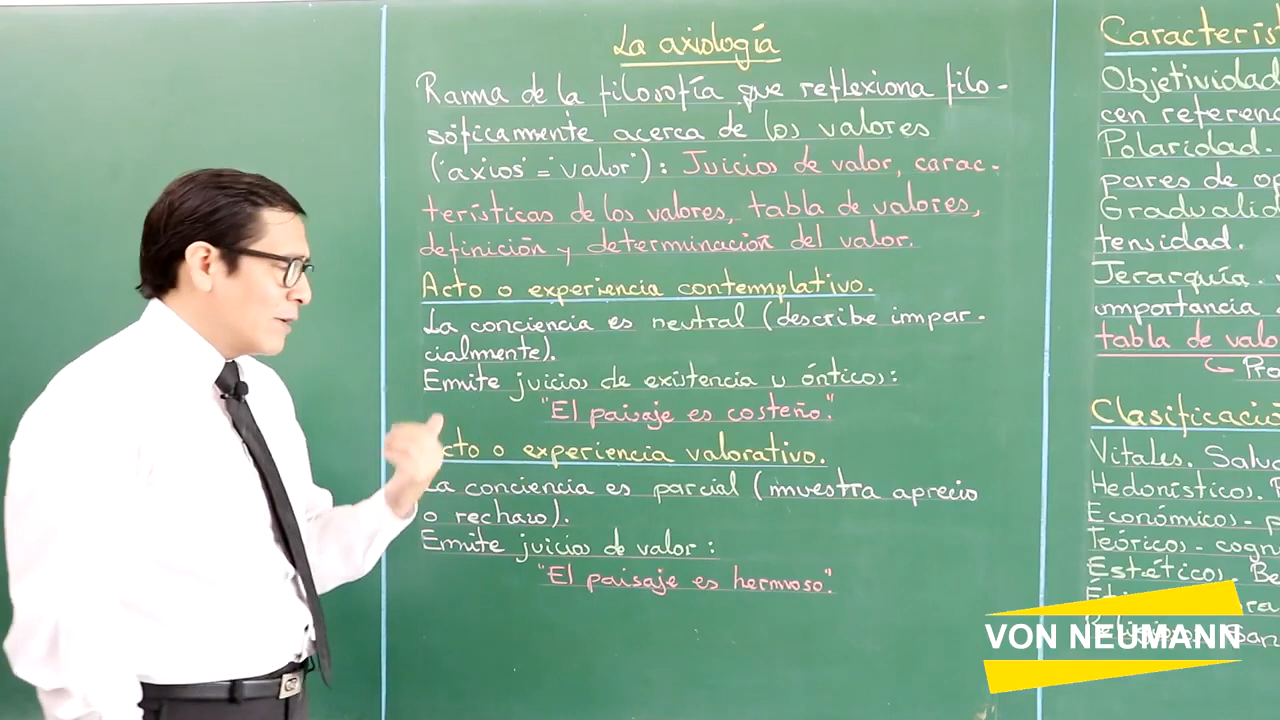 La axiología
Rama de la filosofía que reflexiona filo-
sóficamente acerca de los valores
("axios" = "valor"): Juicios de valor, carac-
terísticas de los valores, tabla de valores,
definición y determinación del valor.
Acto o experiencia contemplativo.
La conciencia es neutral (describe impar-
cialmente).
Emite juicios de existencia u ónticos:
"El paisaje es costeño."
cto o experiencia valorativo.
La conciencia es parcial (muestra aprecio
o rechazo).
Emite juicios de valor:
"El paisaje es hermoso."
Caracterís
Objetividad
cen referen
Polaridad.
pares de op
Gradualid
tensidad.
Jerarquía.
importancia
tabla de valo
Pro
Clasificació
Vitales. Salu
Hedonísticos.
Económicos. p
Teóricos. cogn
Estéticos. Be
VON NEUMANN